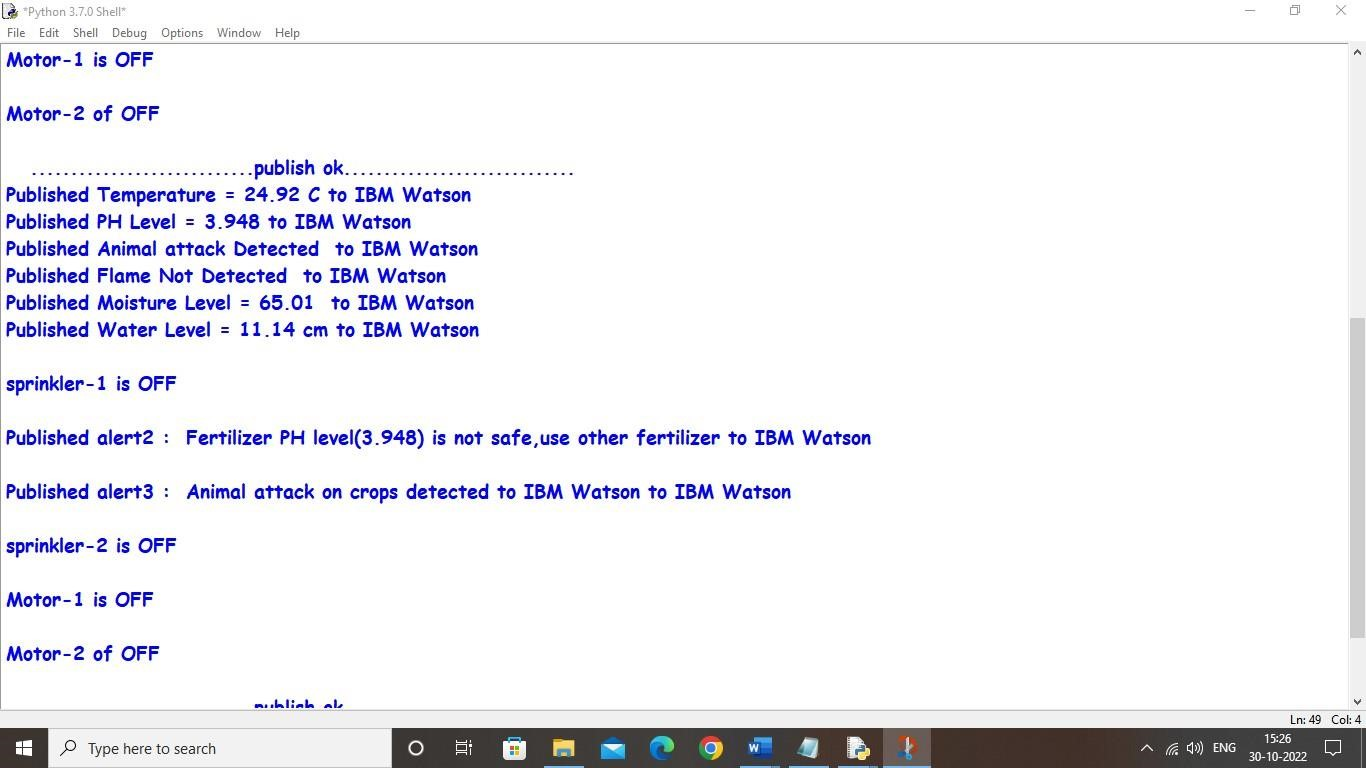 *Python 3.7.0 Shell*
File Edit Shell Debug Options Window Help
Motor-1 is OFF
Motor-2 of OFF
............................publish ok.............................
Published Temperature = 24.92 C to IBM Watson
Published PH Level = 3.948 to IBM Watson
Published Animal attack Detected  to IBM Watson
Published Flame Not Detected  to IBM Watson
Published Moisture Level = 65.01  to IBM Watson
Published Water Level = 11.14 cm to IBM Watson
sprinkler-1 is OFF
Published alert2 :  Fertilizer PH level(3.948) is not safe,use other fertilizer to IBM Watson
Published alert3 :  Animal attack on crops detected to IBM Watson to IBM Watson
sprinkler-2 is OFF
Motor-1 is OFF
Motor-2 of OFF
publish ok
Ln: 49 Col: 4
Type here to search
ENG
15:26
30-10-2022